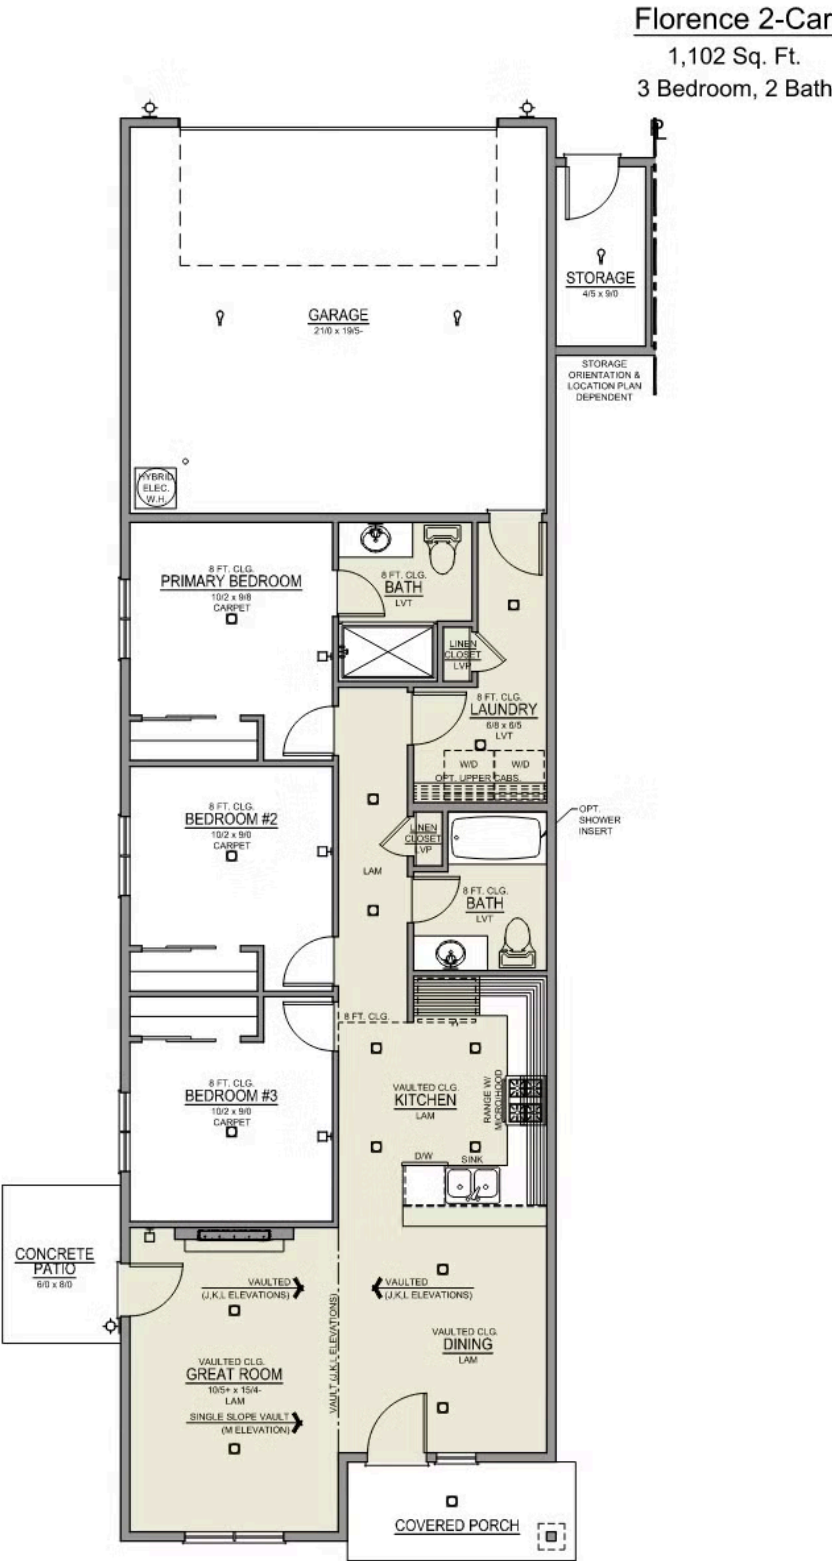 Florence 2-Car
1,102 Sq. Ft.
3 Bedroom, 2 Bath
STORAGE
4/5 x 9/0
GARAGE
21/0 x 19/5-
STORAGE
ORIENTATION &
LOCATION PLAN
DEPENDENT
HYBRID
ELEC.
W.H.
8 FT. CLG.
PRIMARY BEDROOM
10/2 x 9/8
CARPET
8 FT. CLG.
BATH
LVT
LINEN
CLOSET
LVP
8 FT. CLG.
LAUNDRY
6/8 x 6/5
LVT
W/D
W/D
OPT. UPPER CABS.
8 FT. CLG.
BEDROOM #2
10/2 x 9/0
CARPET
LINEN
CLOSET
LVP
OPT.
SHOWER
INSERT
LAM
8 FT. CLG.
BATH
LVT
8 FT. CLG.
8 FT. CLG.
BEDROOM #3
10/2 x 9/0
CARPET
VAULTED CLG.
KITCHEN
LAM
RANGE W/
MICRO/HOOD
D/W
SINK
CONCRETE
PATIO
6/0 x 8/0
VAULTED
(J,K,L ELEVATIONS)
VAULTED
(J,K,L ELEVATIONS)
VAULT (J,K,L ELEVATIONS)
VAULTED CLG.
DINING
LAM
VAULTED CLG.
GREAT ROOM
10/5+ x 15/4-
LAM
SINGLE SLOPE VAULT
(M ELEVATION)
COVERED PORCH